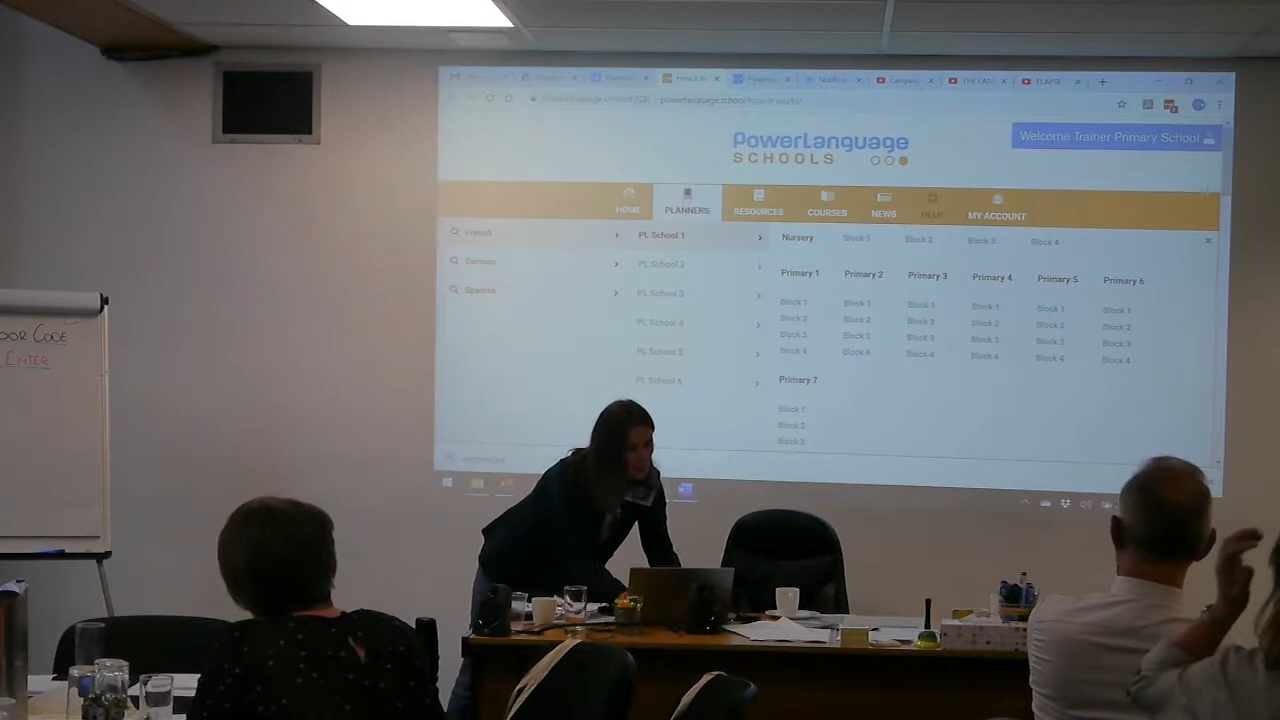 powerlanguage.school/how-it-works/
PowerLanguage
SCHOOLS
Welcome Trainer Primary School
HOME
PLANNERS
RESOURCES
COURSES
NEWS
HELP
MY ACCOUNT
French
German
Spanish
PL School 1
PL School 2
PL School 3
PL School 4
PL School 5
PL School 6
Nursery Block 1 Block 2 Block 3 Block 4
Primary 1 Primary 2 Primary 3 Primary 4 Primary 5 Primary 6
Block 1 Block 1 Block 1 Block 1 Block 1 Block 1
Block 2 Block 2 Block 2 Block 2 Block 2 Block 2
Block 3 Block 3 Block 3 Block 3 Block 3 Block 3
Block 4 Block 4 Block 4 Block 4 Block 4 Block 4
Primary 7
Block 1
Block 2
Block 3
OOR CODE
ENTER